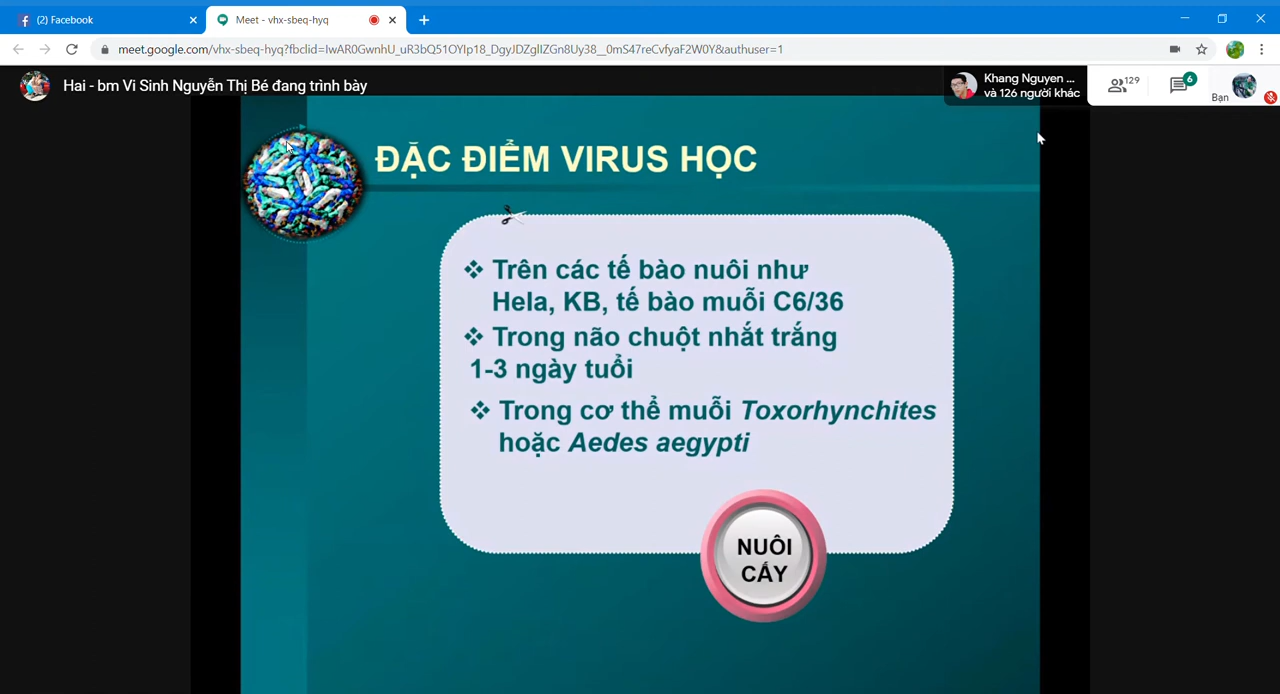 (2) Facebook
Meet - vhx-sbeq-hyq
meet.google.com/vhx-sbeq-hyq?fbclid=IwAR0GwnhU_uR3bQ51OYIp18_DgyJDZglIZGn8Uy38__0mS47reCvfyaF2W0Y&authuser=1
Hai - bm Vi Sinh Nguyễn Thị Bé đang trình bày
Khang Nguyen ...
và 126 người khác
129
6
Bạn
ĐẶC ĐIỂM VIRUS HỌC
❖ Trên các tế bào nuôi như
Hela, KB, tế bào muỗi C6/36
❖ Trong não chuột nhắt trắng
1-3 ngày tuổi
❖ Trong cơ thể muỗi Toxorhynchites
hoặc Aedes aegypti
NUÔI
CẤY